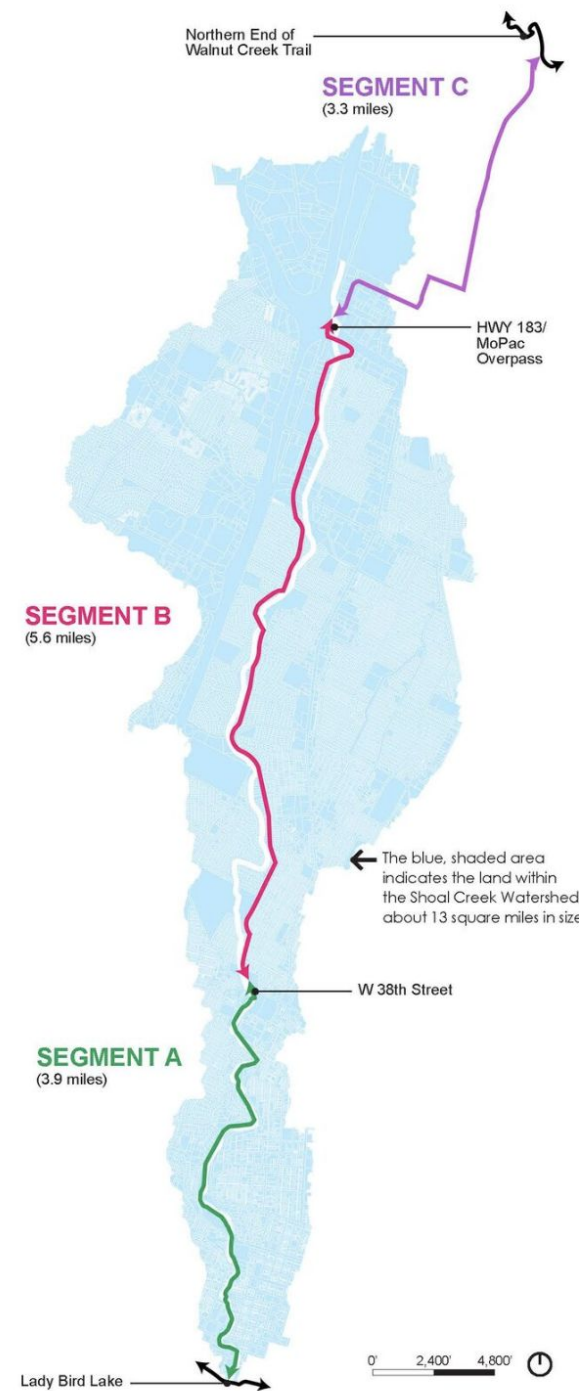 Northern End of
Walnut Creek Trail
SEGMENT C
(3.3 miles)
HWY 183/
MoPac
Overpass
SEGMENT B
(5.6 miles)
The blue, shaded area
indicates the land within
the Shoal Creek Watershed
about 13 square miles in size
W 38th Street
SEGMENT A
(3.9 miles)
Lady Bird Lake
0' 2,400' 4,800'